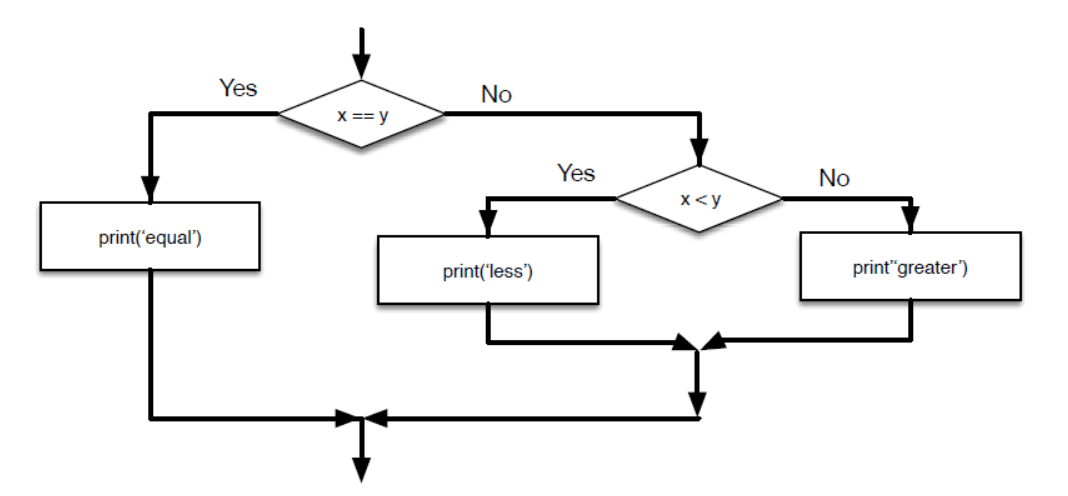 Yes
x == y
No
Yes
x < y
No
print(‘equal’)
print(‘less’)
print‘‘greater’)